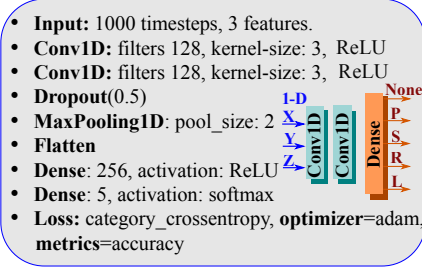 • Input: 1000 timesteps, 3 features.
• Conv1D: filters 128, kernel-size: 3, ReLU
• Conv1D: filters 128, kernel-size: 3, ReLU
• Dropout(0.5)
• MaxPooling1D: pool_size: 2
• Flatten
• Dense: 256, activation: ReLU
• Dense: 5, activation: softmax
• Loss: category_crossentropy, optimizer=adam,
metrics=accuracy
1-D
X
Y
Z
Conv1D
Conv1D
Dense
None
P
S
R
L